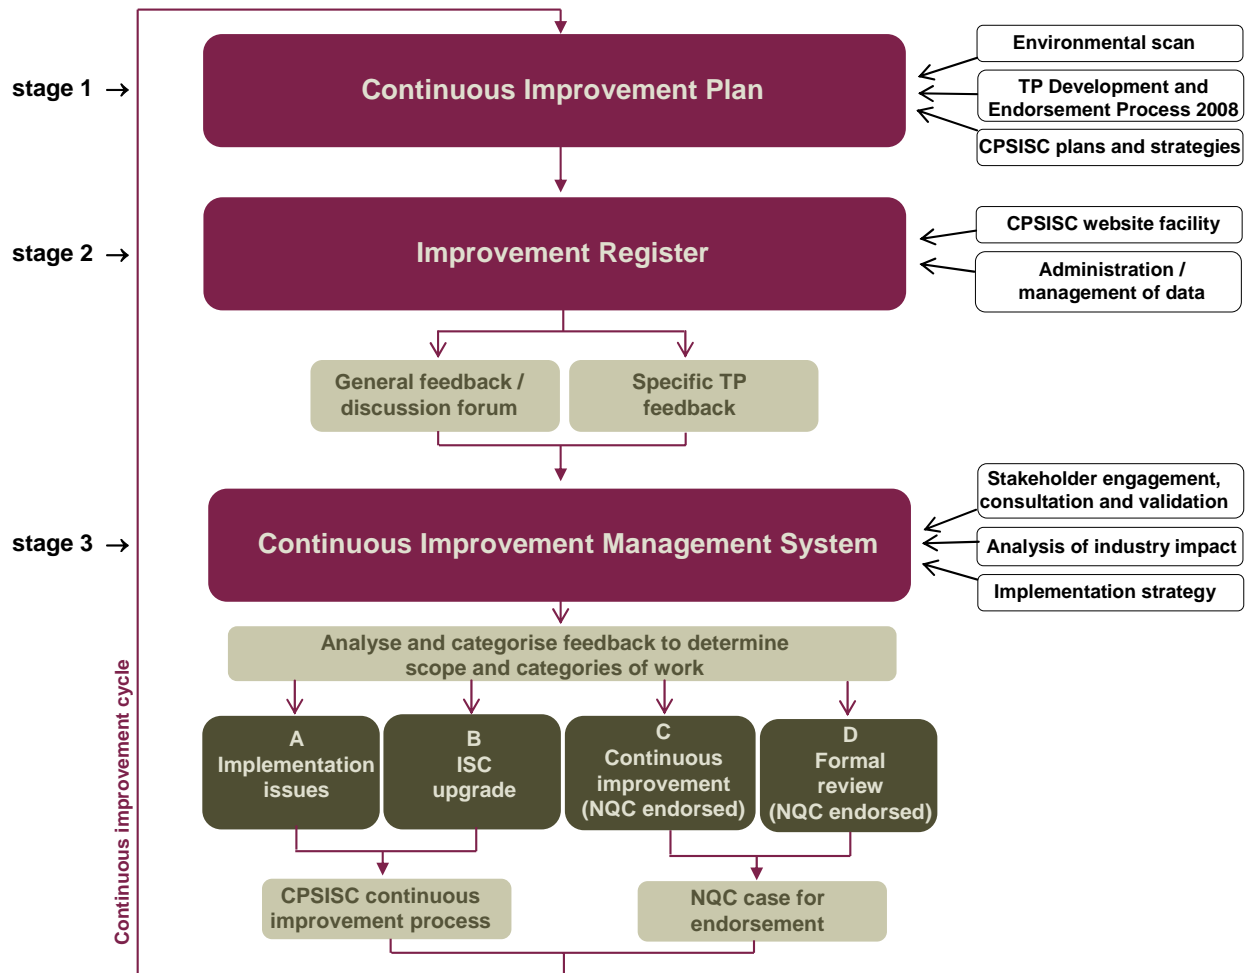 stage 1 →
Continuous Improvement Plan
Environmental scan
TP Development and
Endorsement Process 2008
CPSISC plans and strategies
stage 2 →
Improvement Register
CPSISC website facility
Administration /
management of data
General feedback /
discussion forum
Specific TP
feedback
stage 3 →
Continuous Improvement Management System
Stakeholder engagement,
consultation and validation
Analysis of industry impact
Implementation strategy
Analyse and categorise feedback to determine
scope and categories of work
A
Implementation
issues
B
ISC
upgrade
C
Continuous
improvement
(NQC endorsed)
D
Formal
review
(NQC endorsed)
CPSISC continuous
improvement process
NQC case for
endorsement
Continuous improvement cycle